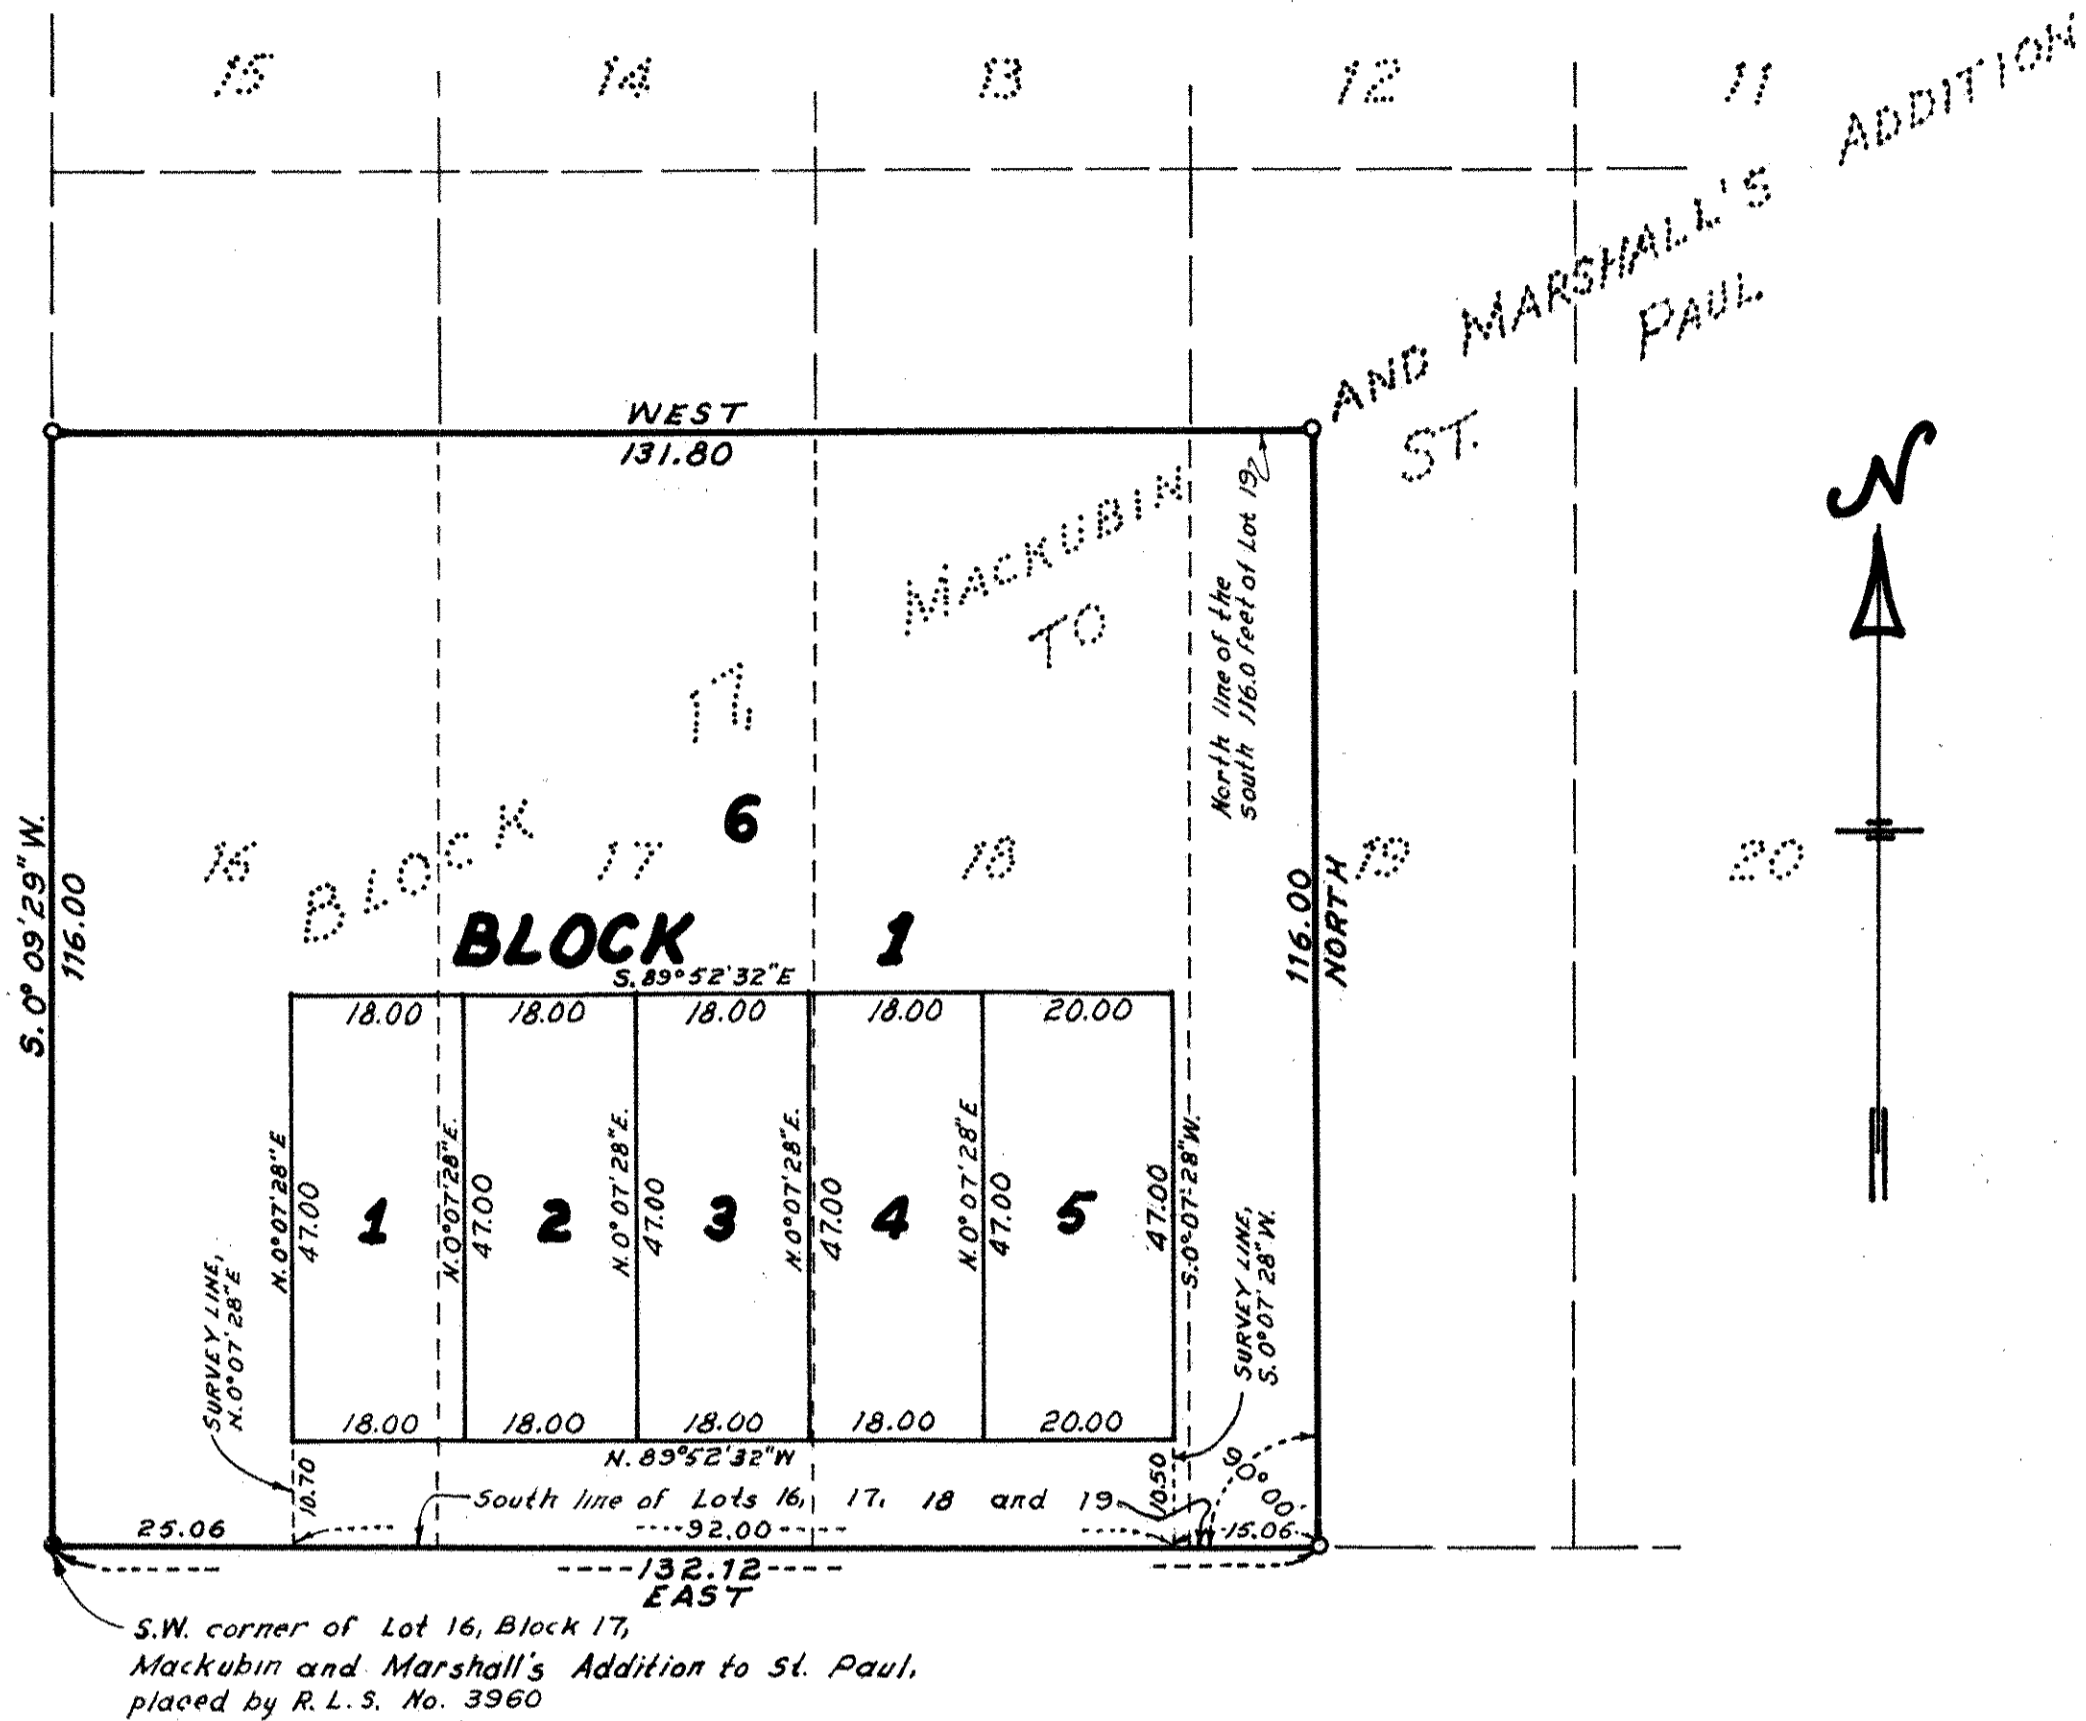 15 14 13 12 11
MACKUBIN AND MARSHALL'S ADDITION
TO ST. PAUL
WEST
131.80
N
North line of the
south 116.0 feet of Lot 19
BLOCK 17
6
16 17 18 19 20
S. 0° 09' 29" W.
116.00
116.00
NORTH
BLOCK 1
S. 89° 52' 32" E
18.00 18.00 18.00 18.00 20.00
N. 0° 07' 28" E
47.00
1
N. 0° 07' 28" E.
47.00
2
N. 0° 07' 28" E.
47.00
3
N. 0° 07' 28" E.
47.00
4
N. 0° 07' 28" E
47.00
5
47.00
S. 0° 07' 28" W.
SURVEY LINE,
N. 0° 07' 28" E
SURVEY LINE,
S. 0° 07' 28" W.
18.00 18.00 18.00 18.00 20.00
N. 89° 52' 32" W
10.70
10.50
90° 00'
South line of Lots 16, 17, 18 and 19
25.06 92.00 15.06
132.12
EAST
S.W. corner of Lot 16, Block 17,
Mackubin and Marshall's Addition to St. Paul,
placed by R. L. S. No. 3960